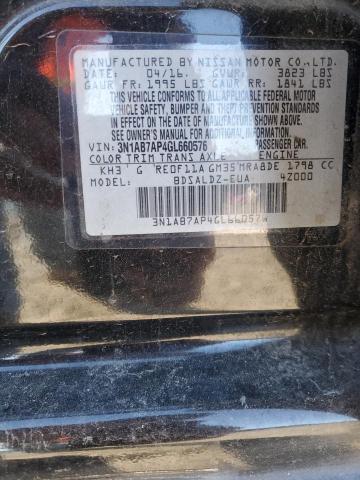 MANUFACTURED BY NISSAN MOTOR CO., LTD.
DATE: 04/16. GVWR: 3823 LBS
GAWR FR: 1995 LBS GAWR RR: 1841 LBS
THIS VEHICLE CONFORMS TO ALL APPLICABLE FEDERAL MOTOR
VEHICLE SAFETY, BUMPER AND THEFT PREVENTION STANDARDS
IN EFFECT ON THE DATE OF MANUFACTURE SHOWN ABOVE.
SEE OWNER'S MANUAL FOR ADDITIONAL INFORMATION.
VIN: 3N1AB7AP4GL660576 PASSENGER CAR.
COLOR TRIM TRANS AXLE ENGINE
KH3 G RE0F11A GM35 MRA8DE 1798 CC
MODEL: BDSALDZ-EUA 4Z000
3N1AB7AP4GL660576